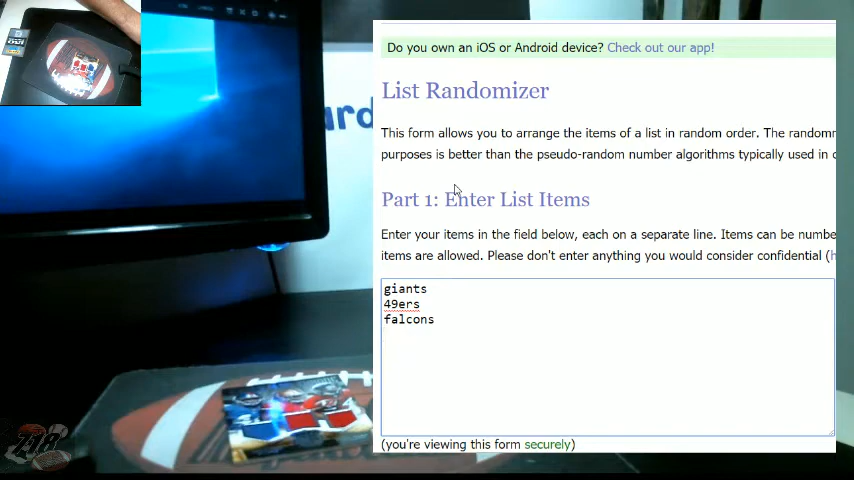 Do you own an iOS or Android device? Check out our app!
List Randomizer
This form allows you to arrange the items of a list in random order. The
purposes is better than the pseudo-random number algorithms typically used in
Part 1: Enter List Items
Enter your items in the field below, each on a separate line. Items can be
items are allowed. Please don't enter anything you would consider confidential
giants
49ers
falcons
(you're viewing this form securely)
718